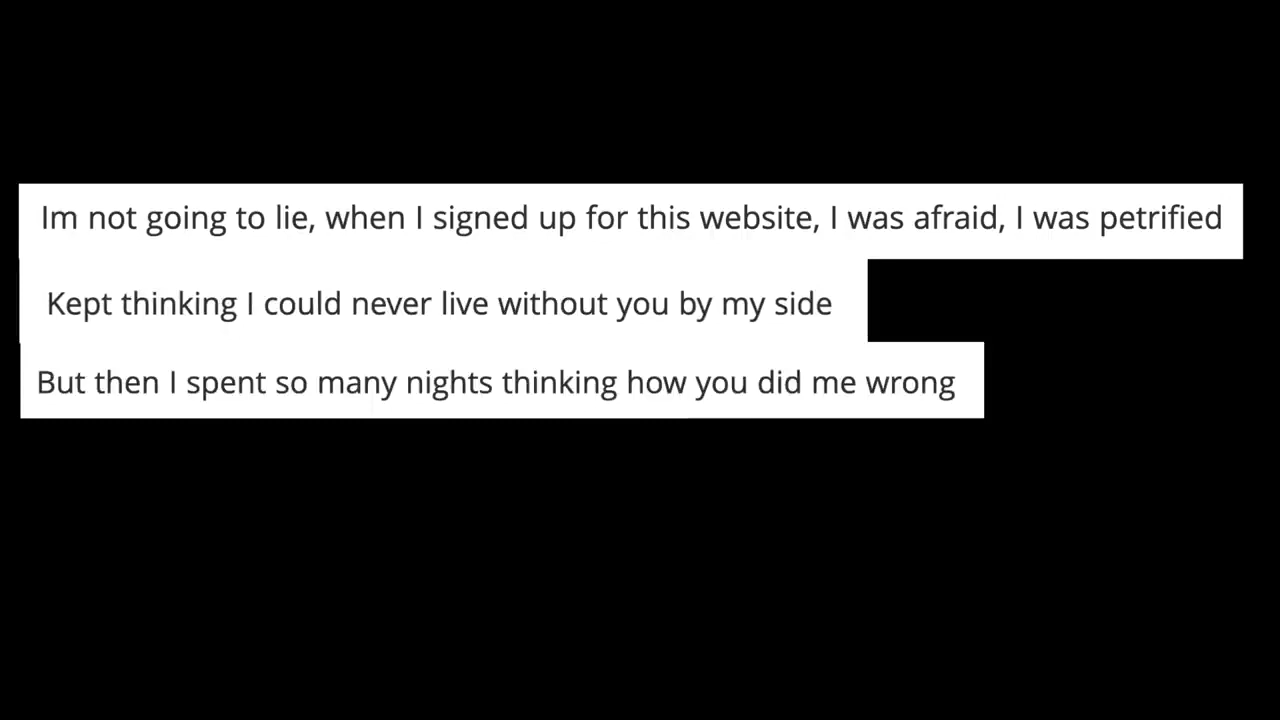 Im not going to lie, when I signed up for this website, I was afraid, I was petrified
Kept thinking I could never live without you by my side
But then I spent so many nights thinking how you did me wrong